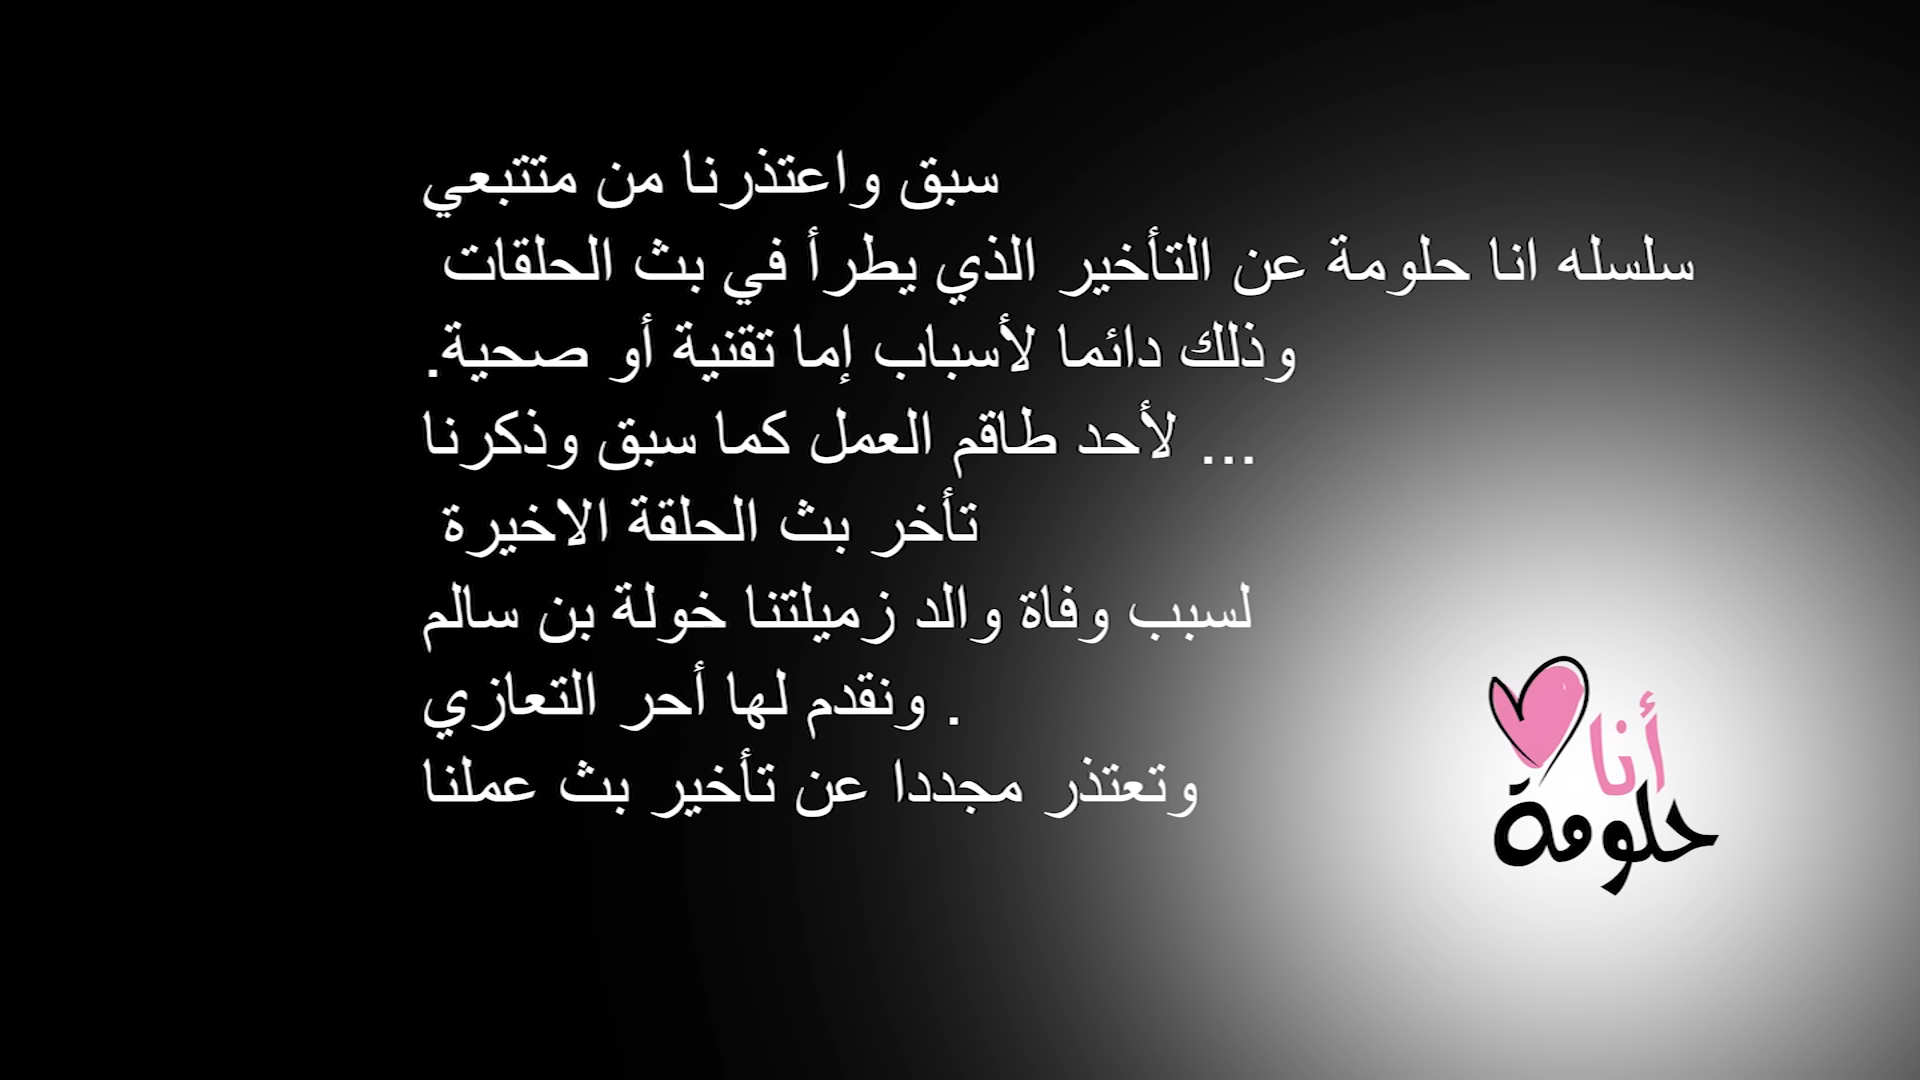 سبق واعتذرنا من متتبعي
سلسله انا حلومة عن التأخير الذي يطرأ في بث الحلقات
وذلك دائما لأسباب إما تقنية أو صحية.
... لأحد طاقم العمل كما سبق وذكرنا
تأخر بث الحلقة الاخيرة
لسبب وفاة والد زميلتنا خولة بن سالم
. ونقدم لها أحر التعازي
وتعتذر مجددا عن تأخير بث عملنا
أنا
حلومة